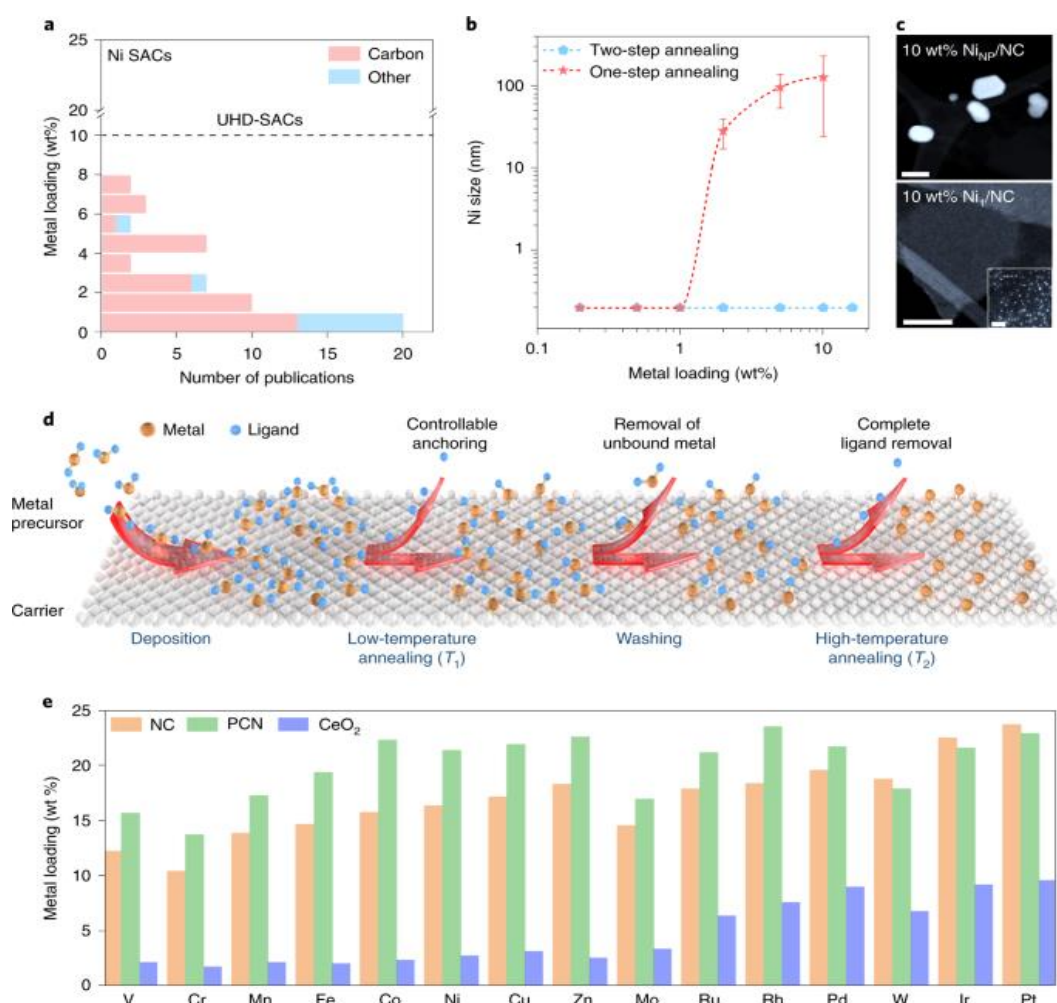 a
Ni SACs
Carbon
Other
UHD-SACs
Metal loading (wt%)
25
20
10
8
6
4
2
0
0 5 10 15 20
Number of publications
b
Two-step annealing
One-step annealing
Ni size (nm)
100
10
1
0.1 1 10
Metal loading (wt%)
c
10 wt% Ni_NP/NC
10 wt% Ni₁/NC
d
Metal
Ligand
Controllable
anchoring
Removal of
unbound metal
Complete
ligand removal
Metal
precursor
Carrier
Deposition
Low-temperature
annealing (T₁)
Washing
High-temperature
annealing (T₂)
e
NC PCN CeO₂
Metal loading (wt %)
25
20
15
10
5
0
V Cr Mn Fe Co Ni Cu Zn Mo Ru Rh Pd W Ir Pt